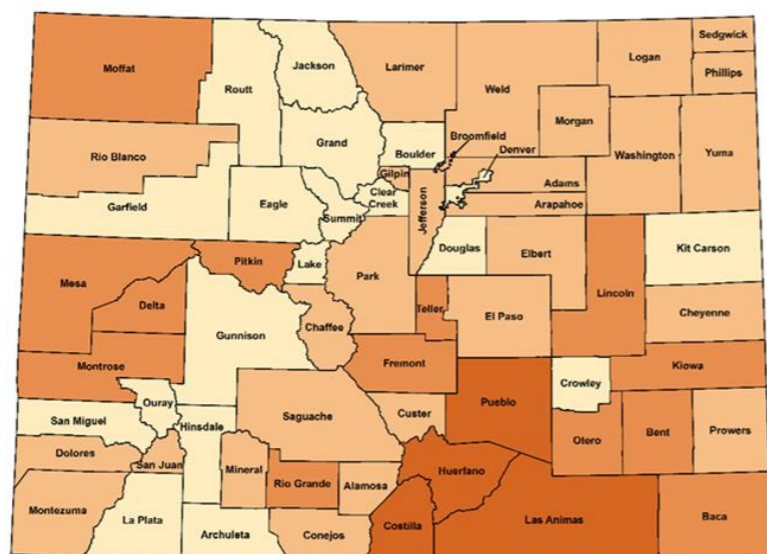 Sedgwick
Moffat
Jackson
Larimer
Logan
Phillips
Routt
Weld
Grand
Morgan
Broomfield
Boulder
Denver
Washington
Yuma
Rio Blanco
Gilpin
Clear
Creek
Adams
Garfield
Eagle
Summit
Jefferson
Arapahoe
Douglas
Elbert
Kit Carson
Lake
Pitkin
Park
Mesa
Lincoln
Delta
Teller
El Paso
Cheyenne
Gunnison
Chaffee
Fremont
Montrose
Kiowa
Crowley
Ouray
Pueblo
San Miguel
Hinsdale
Saguache
Custer
Otero
Bent
Prowers
Dolores
San Juan
Mineral
Huerfano
Rio Grande
Alamosa
Montezuma
La Plata
Costilla
Las Animas
Baca
Archuleta
Conejos